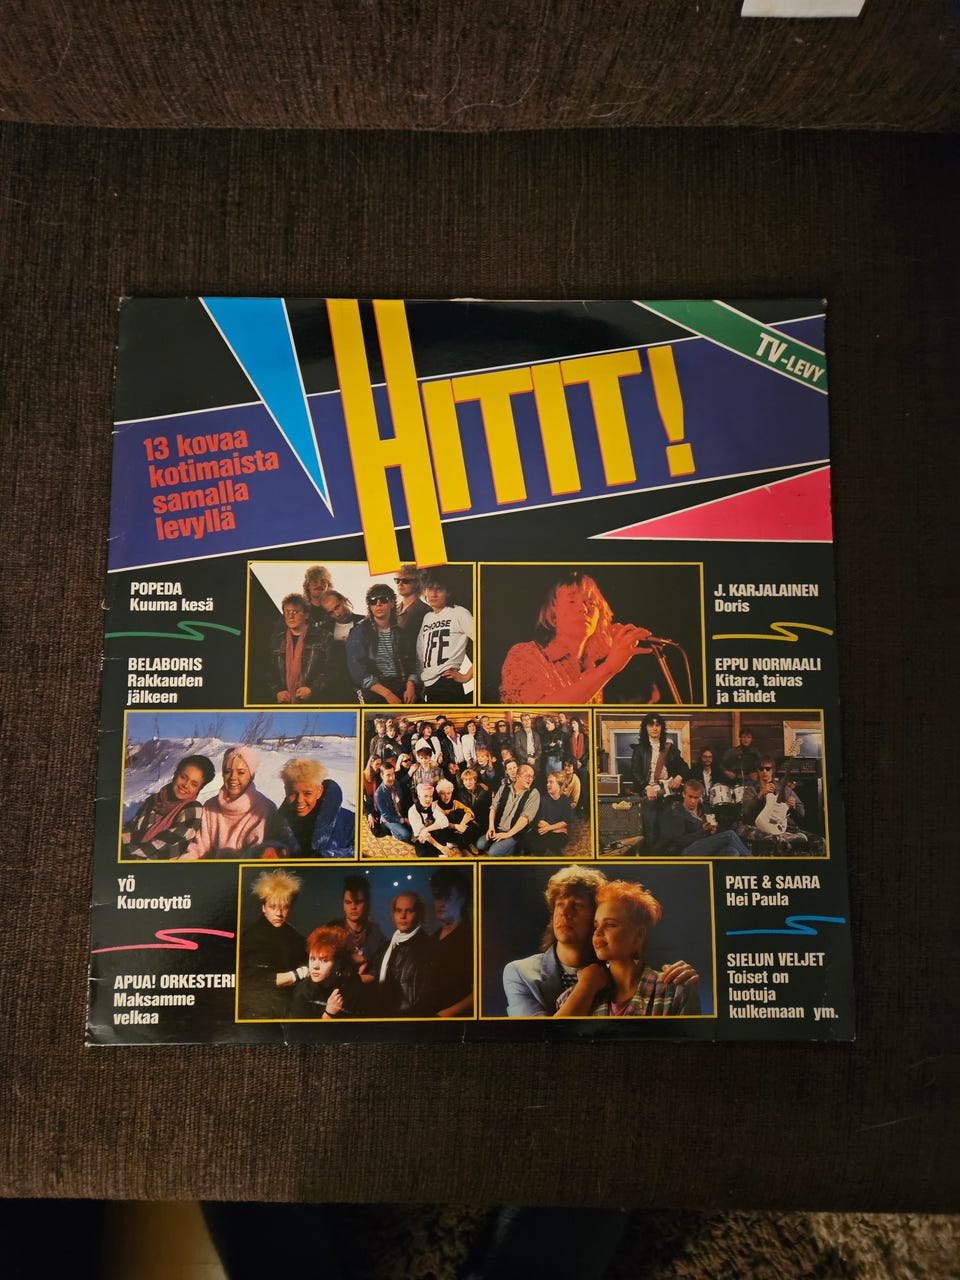 HITIT!
TV-LEVY
13 kovaa
kotimaista
samalla
levyllä
POPEDA
Kuuma kesä
BELABORIS
Rakkauden
jälkeen
J. KARJALAINEN
Doris
EPPU NORMAALI
Kitara, taivas
ja tähdet
CHOOSE
LIFE
YÖ
Kuorotyttö
APUA! ORKESTERI
Maksamme
velkaa
PATE & SAARA
Hei Paula
SIELUN VELJET
Toiset on
luotuja
kulkemaan ym.